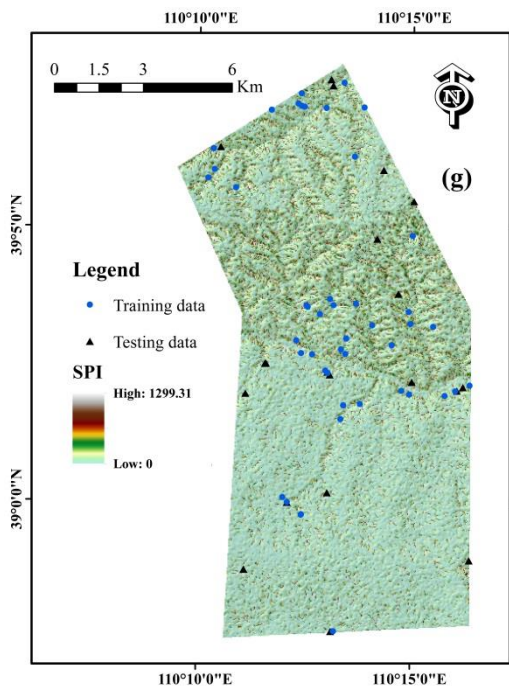 110°10'0"E 110°15'0"E
0 1.5 3 6
Km
N
(g)
39°5'0"N
Legend
Training data
Testing data
SPI
High: 1299.31
Low: 0
39°0'0"N
110°10'0"E 110°15'0"E